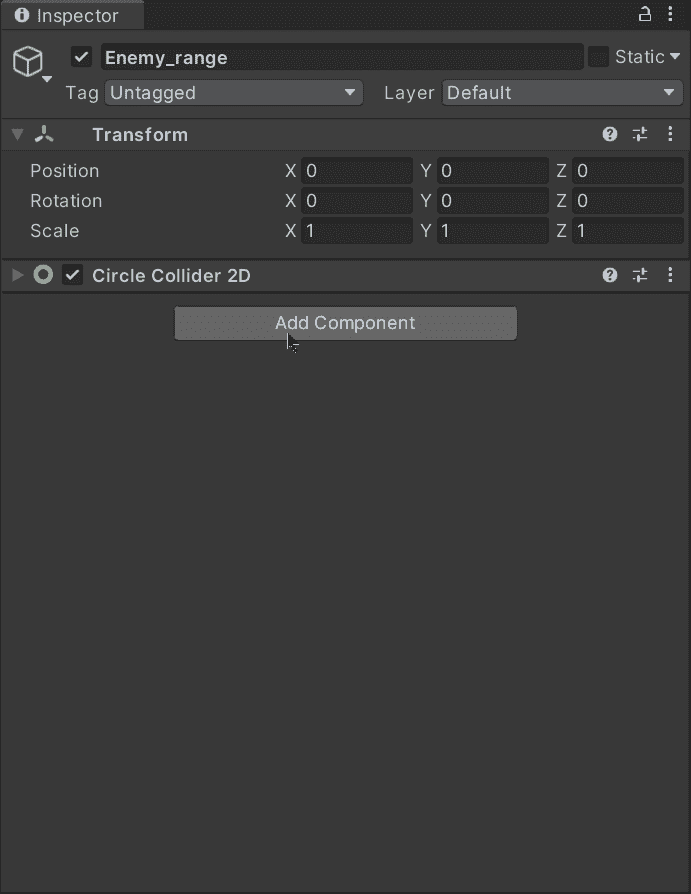 Inspector
Enemy_range Static
Tag Untagged Layer Default
Transform
Position X 0 Y 0 Z 0
Rotation X 0 Y 0 Z 0
Scale X 1 Y 1 Z 1
Circle Collider 2D
Add Component